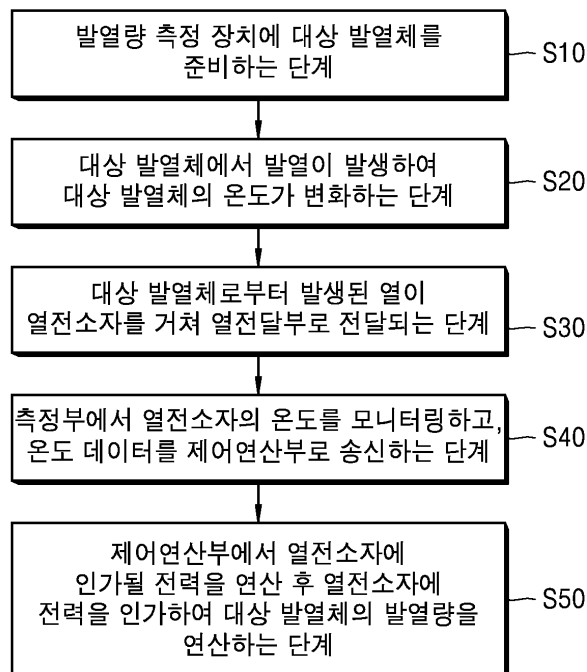 발열량 측정 장치에 대상 발열체를
준비하는 단계
S10
대상 발열체에서 발열이 발생하여
대상 발열체의 온도가 변화하는 단계
S20
대상 발열체로부터 발생된 열이
열전소자를 거쳐 열전달부로 전달되는 단계
S30
측정부에서 열전소자의 온도를 모니터링하고,
온도 데이터를 제어연산부로 송신하는 단계
S40
제어연산부에서 열전소자에
인가될 전력을 연산 후 열전소자에
전력을 인가하여 대상 발열체의 발열량을
연산하는 단계
S50